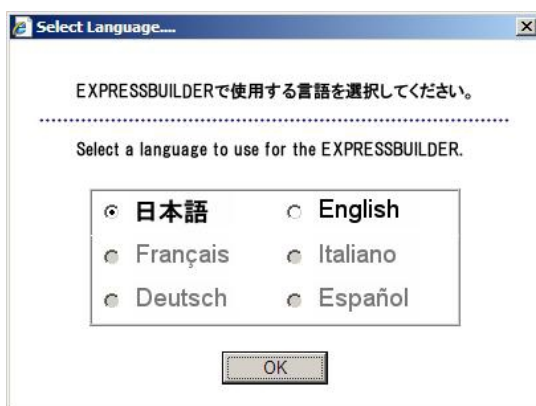 Select Language....
EXPRESSBUILDERで使用する言語を選択してください。
Select a language to use for the EXPRESSBUILDER.
日本語 English
Français Italiano
Deutsch Español
OK